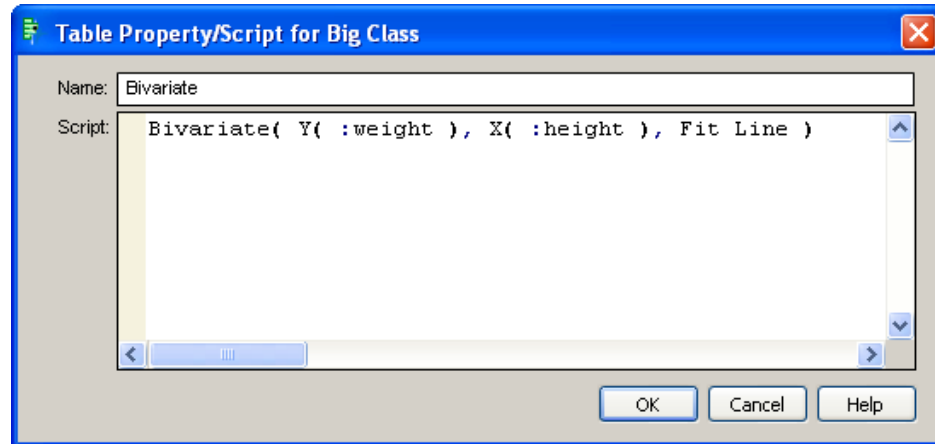 Table Property/Script for Big Class
Name: Bivariate
Script: Bivariate( Y( :weight ), X( :height ), Fit Line )
OK Cancel Help